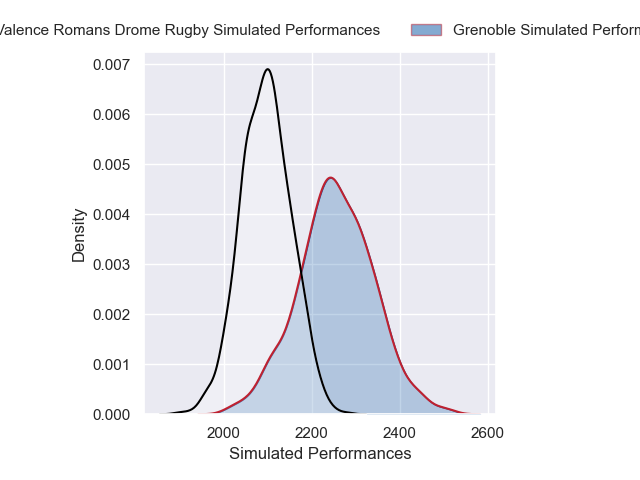 Valence Romans Drome Rugby Simulated Performances
Grenoble Simulated Perform
0.007
0.006
0.005
0.004
0.003
0.002
0.001
0.000
Density
2000 2200 2400 2600
Simulated Performances